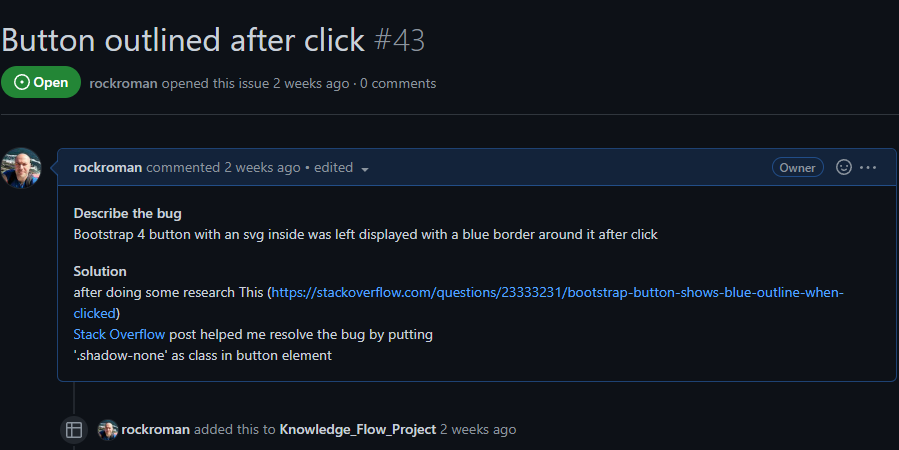 Button outlined after click #43
Open rockroman opened this issue 2 weeks ago · 0 comments
rockroman commented 2 weeks ago • edited Owner
Describe the bug
Bootstrap 4 button with an svg inside was left displayed with a blue border around it after click
Solution
after doing some research This (https://stackoverflow.com/questions/23333231/bootstrap-button-shows-blue-outline-when-
clicked)
Stack Overflow post helped me resolve the bug by putting
'.shadow-none' as class in button element
rockroman added this to Knowledge_Flow_Project 2 weeks ago